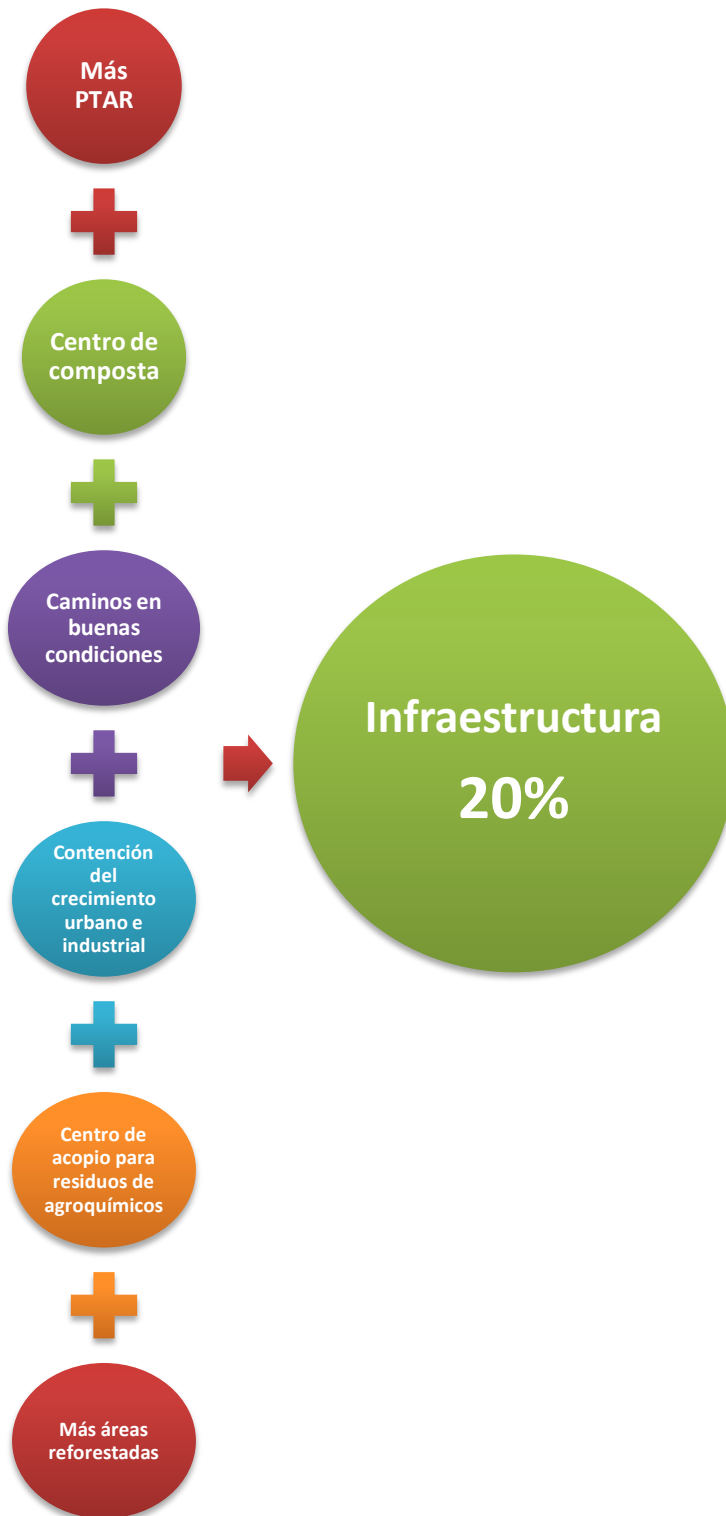 Más
PTAR
Centro de
composta
Caminos en
buenas
condiciones
Contención
del
crecimiento
urbano e
industrial
Centro de
acopio para
residuos de
agroquímicos
Más áreas
reforestadas
Infraestructura
20%